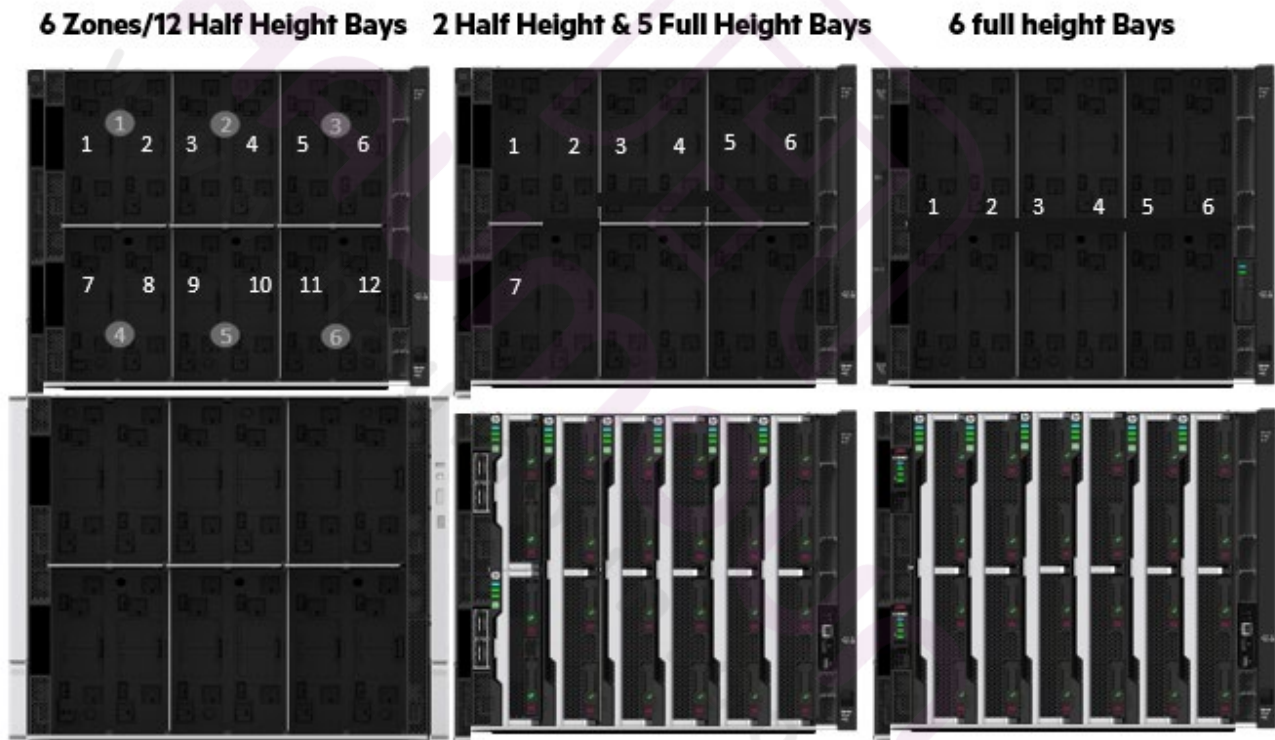 6 Zones/12 Half Height Bays
2 Half Height & 5 Full Height Bays
6 full height Bays
1 2 3
1 2 3 4 5 6
7 8 9 10 11 12
4 5 6
1 2 3 4 5 6
7
1 2 3 4 5 6